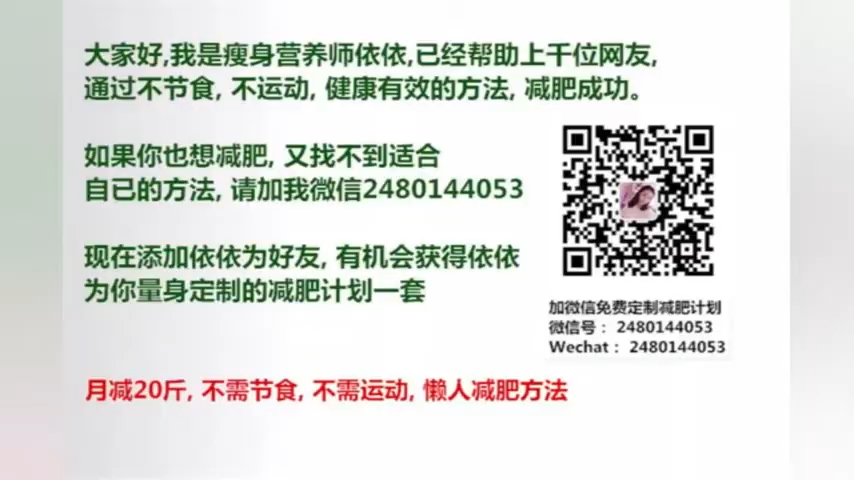 大家好,我是瘦身营养师依依,已经帮助上千位网友,
通过不节食, 不运动, 健康有效的方法, 减肥成功。
如果你也想减肥, 又找不到适合
自已的方法, 请加我微信2480144053
现在添加依依为好友, 有机会获得依依
为你量身定制的减肥计划一套
加微信免费定制减肥计划
微信号： 2480144053
Wechat： 2480144053
月减20斤, 不需节食, 不需运动, 懒人减肥方法